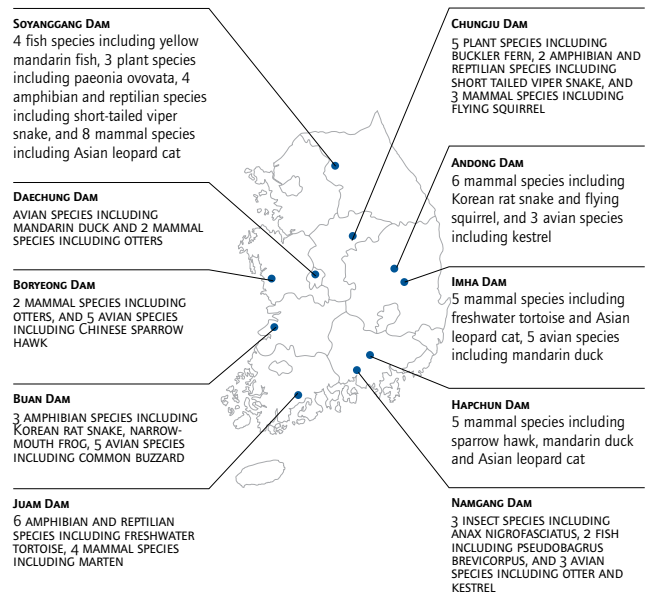 SOYANGGANG DAM
4 fish species including yellow
mandarin fish, 3 plant species
including paeonia ovovata, 4
amphibian and reptilian species
including short-tailed viper
snake, and 8 mammal species
including Asian leopard cat
DAECHUNG DAM
AVIAN SPECIES INCLUDING
MANDARIN DUCK AND 2 MAMMAL
SPECIES INCLUDING OTTERS
BORYEONG DAM
2 MAMMAL SPECIES INCLUDING
OTTERS, AND 5 AVIAN SPECIES
INCLUDING CHINESE SPARROW
HAWK
BUAN DAM
3 AMPHIBIAN SPECIES INCLUDING
KOREAN RAT SNAKE, NARROW-
MOUTH FROG, 5 AVIAN SPECIES
INCLUDING COMMON BUZZARD
JUAM DAM
6 AMPHIBIAN AND REPTILIAN
SPECIES INCLUDING FRESHWATER
TORTOISE, 4 MAMMAL SPECIES
INCLUDING MARTEN
CHUNGJU DAM
5 PLANT SPECIES INCLUDING
BUCKLER FERN, 2 AMPHIBIAN AND
REPTILIAN SPECIES INCLUDING
SHORT TAILED VIPER SNAKE, AND
3 MAMMAL SPECIES INCLUDING
FLYING SQUIRREL
ANDONG DAM
6 mammal species including
Korean rat snake and flying
squirrel, and 3 avian species
including kestrel
IMHA DAM
5 mammal species including
freshwater tortoise and Asian
leopard cat, 5 avian species
including mandarin duck
HAPCHUN DAM
5 mammal species including
sparrow hawk, mandarin duck
and Asian leopard cat
NAMGANG DAM
3 INSECT SPECIES INCLUDING
ANAX NIGROFASCIATUS, 2 FISH
INCLUDING PSEUDOBAGRUS
BREVICORPUS, AND 3 AVIAN
SPECIES INCLUDING OTTER AND
KESTREL